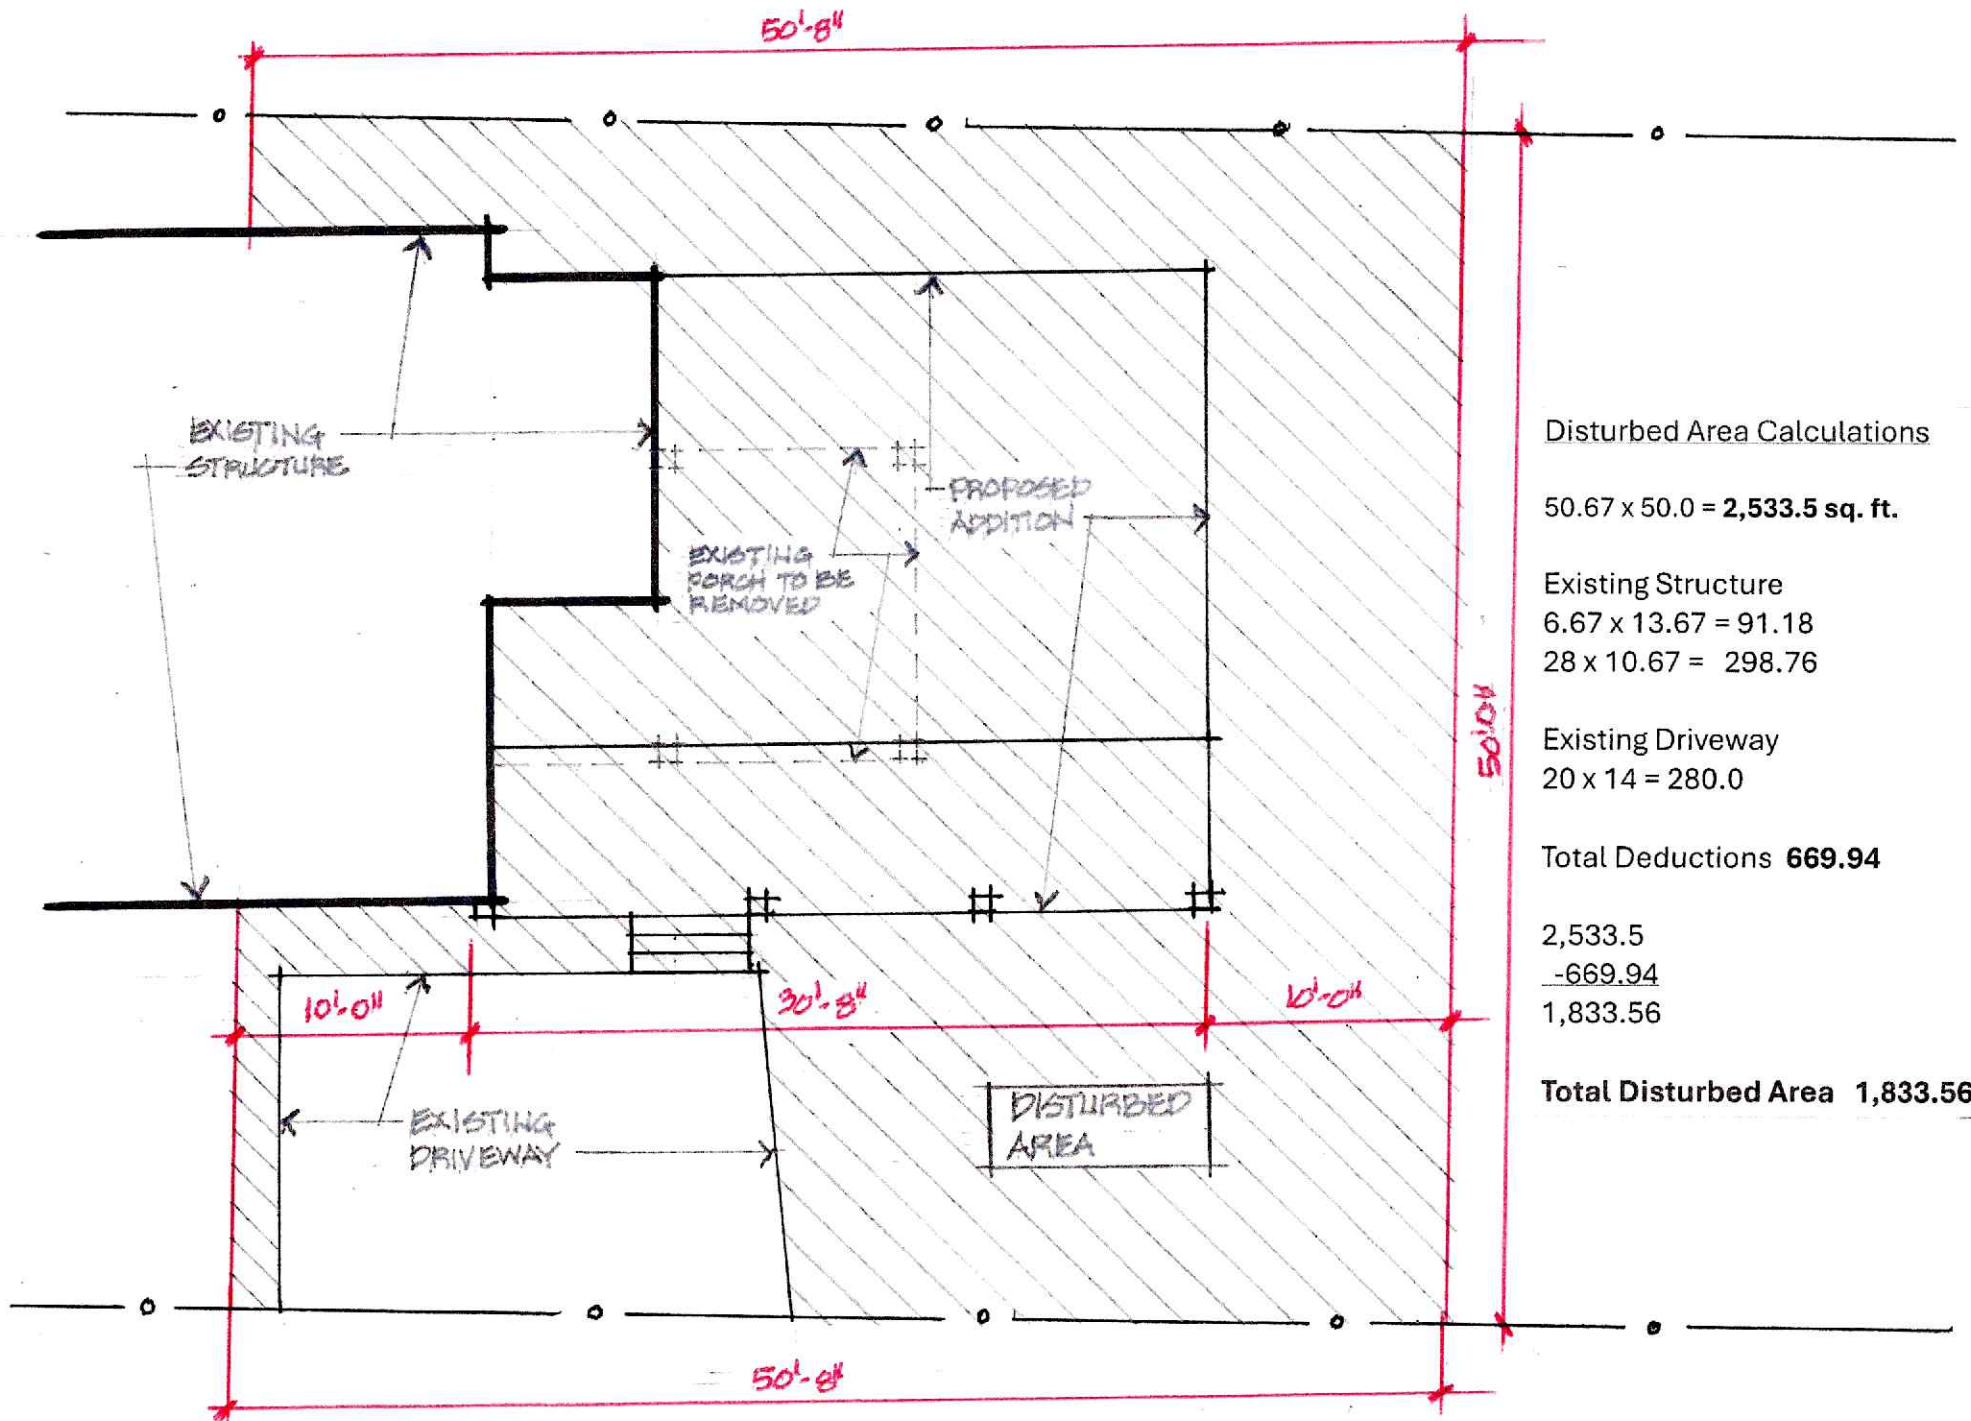 50'-8"
EXISTING
STRUCTURE
PROPOSED
ADDITION
EXISTING
PORCH TO BE
REMOVED
10'-0"
30'-8"
10'-0"
EXISTING
DRIVEWAY
DISTURBED
AREA
50'-8"
50'0"
Disturbed Area Calculations
50.67 x 50.0 = 2,533.5 sq. ft.
Existing Structure
6.67 x 13.67 = 91.18
28 x 10.67 = 298.76
Existing Driveway
20 x 14 = 280.0
Total Deductions 669.94
2,533.5
-669.94
1,833.56
Total Disturbed Area 1,833.56